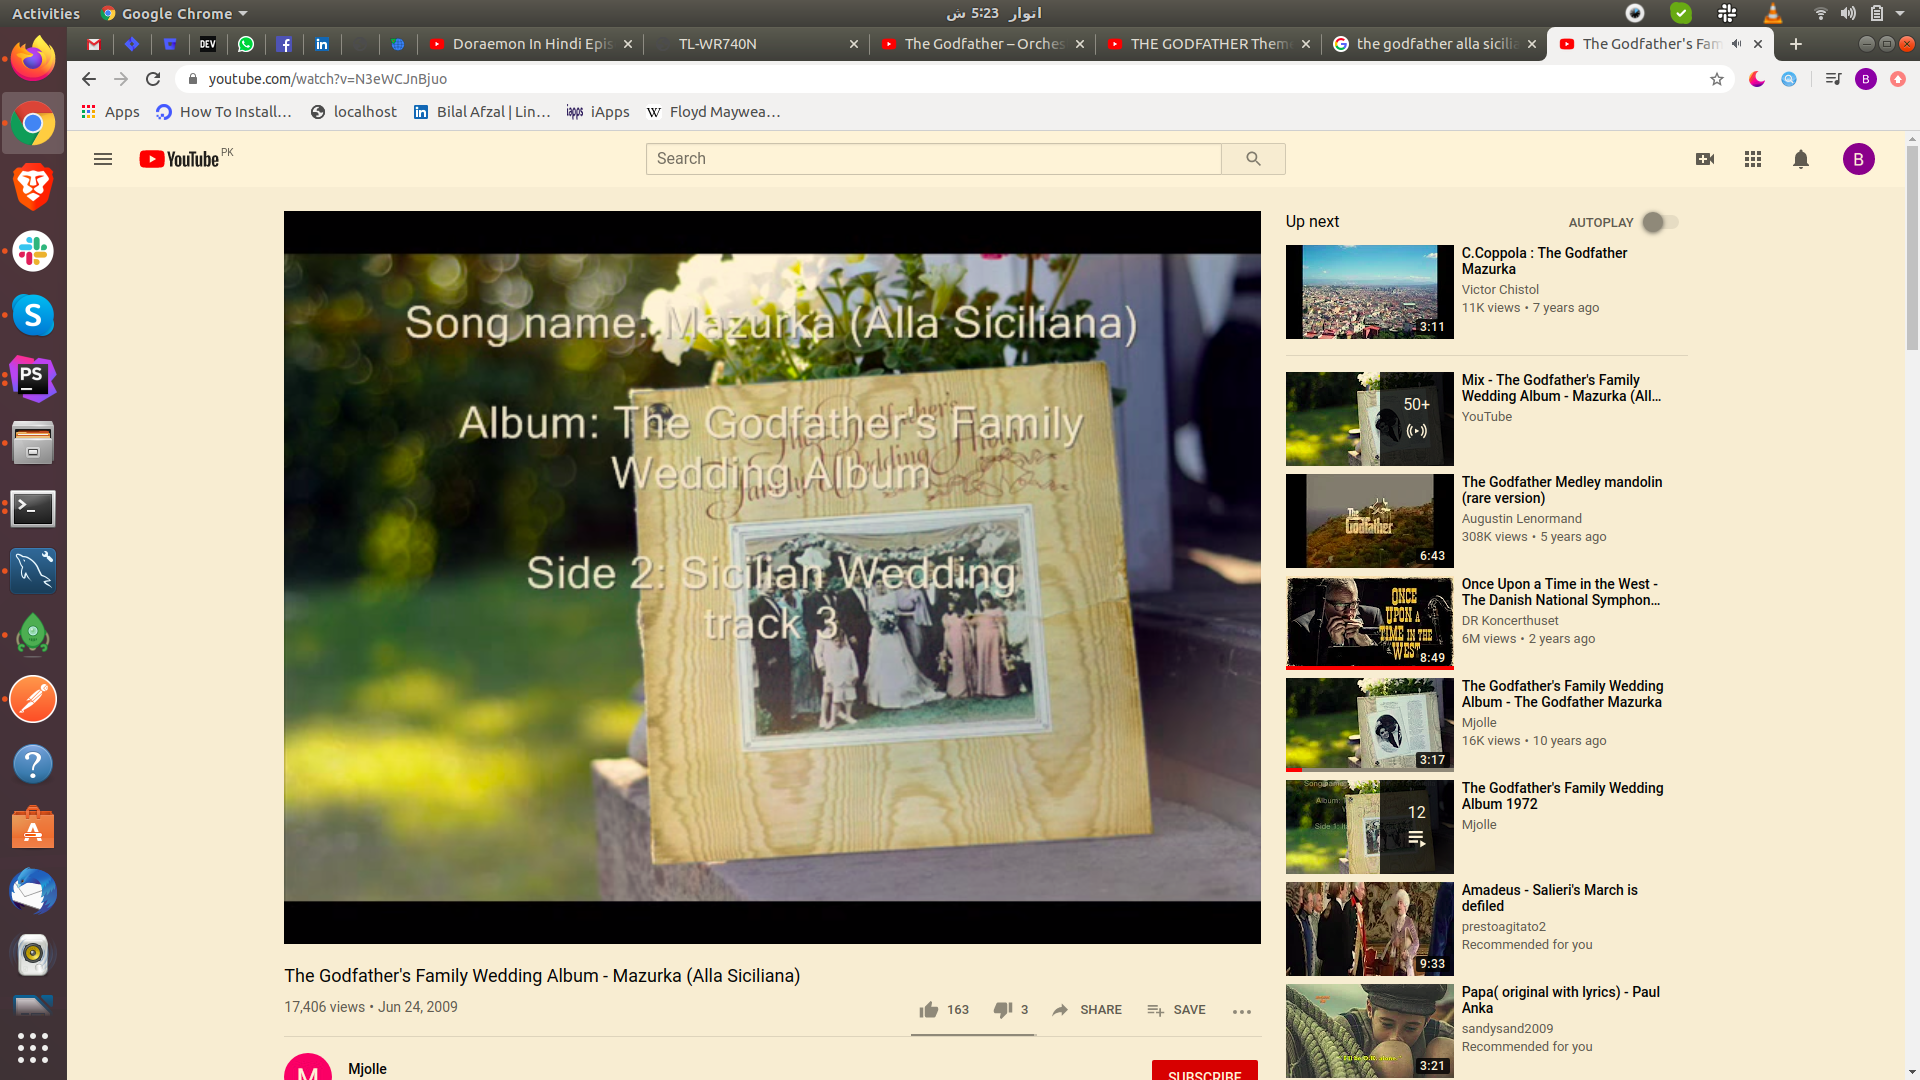 Activities
Google Chrome
اتوار 5:23 ش
Doraemon In Hindi Epis
TL-WR740N
The Godfather – Orches
THE GODFATHER Theme
the godfather alla sicilia
The Godfather's Fam
youtube.com/watch?v=N3eWCJnBjuo
Apps
How To Install...
localhost
Bilal Afzal | Lin...
iApps
Floyd Maywea...
YouTube PK
Search
B
Song name: Mazurka (Alla Siciliana)
Album: The Godfather's Family
Wedding Album
Side 2: Sicilian Wedding
track 3
The Godfather's Family Wedding Album - Mazurka (Alla Siciliana)
17,406 views • Jun 24, 2009
163
3
SHARE
SAVE
M
Mjolle
SUBSCRIBE
Up next
AUTOPLAY
3:11
C.Coppola : The Godfather
Mazurka
Victor Chistol
11K views • 7 years ago
50+
Mix - The Godfather's Family
Wedding Album - Mazurka (All...
YouTube
The Godfather
6:43
The Godfather Medley mandolin
(rare version)
Augustin Lenormand
308K views • 5 years ago
ONCE
UPON A
TIME IN THE
WEST
8:49
Once Upon a Time in the West -
The Danish National Symphon...
DR Koncerthuset
6M views • 2 years ago
3:17
The Godfather's Family Wedding
Album - The Godfather Mazurka
Mjolle
16K views • 10 years ago
12
The Godfather's Family Wedding
Album 1972
Mjolle
9:33
Amadeus - Salieri's March is
defiled
prestoagitato2
Recommended for you
3:21
Papa( original with lyrics) - Paul
Anka
sandysand2009
Recommended for you